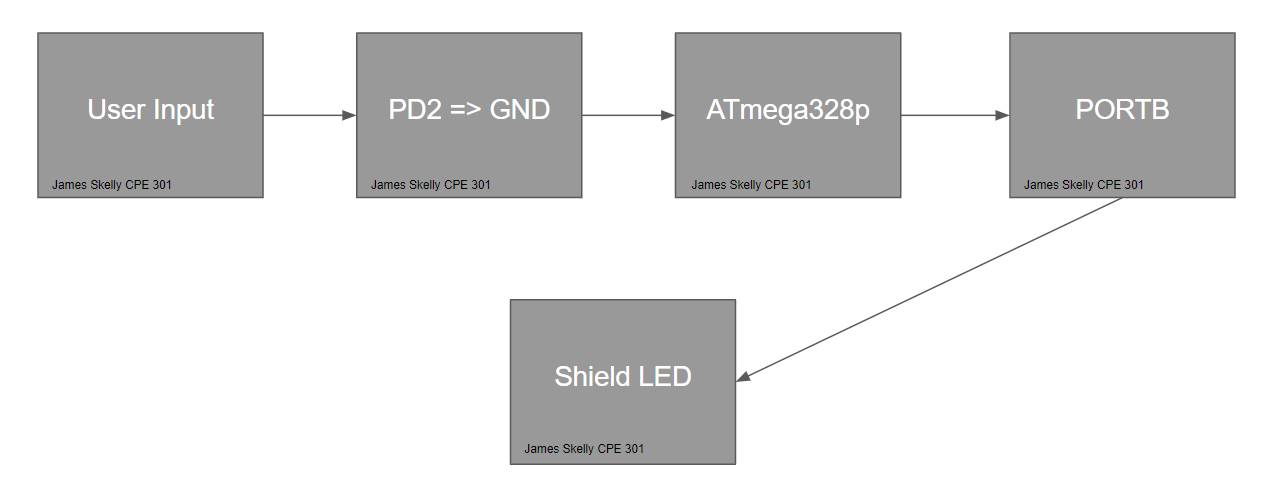 User Input
James Skelly CPE 301
PD2 => GND
James Skelly CPE 301
ATmega328p
James Skelly CPE 301
PORTB
James Skelly CPE 301
Shield LED
James Skelly CPE 301